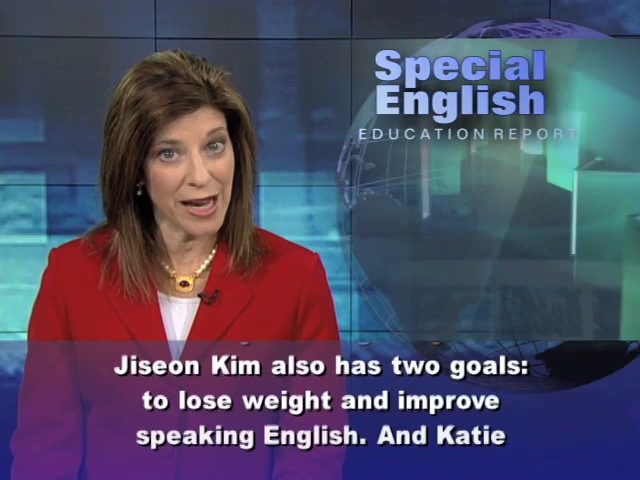 Special
English
EDUCATION REPORT
Jiseon Kim also has two goals:
to lose weight and improve
speaking English. And Katie